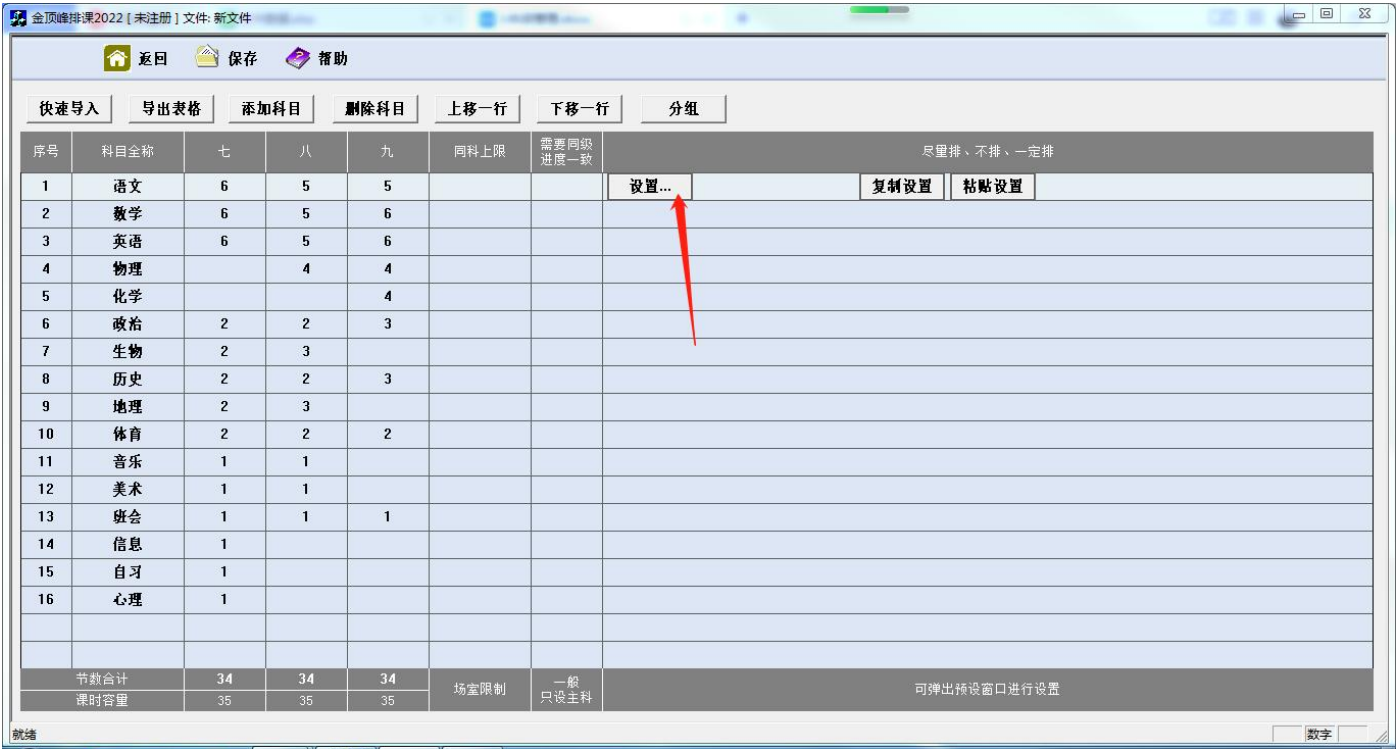 金顶峰排课2022 [ 未注册 ] 文件: 新文件
返回 保存 帮助
快速导入 导出表格 添加科目 删除科目 上移一行 下移一行 分组
序号 科目全称 七 八 九 同科上限 需要同级进度一致 尽量排、不排、一定排
1 语文 6 5 5 设置... 复制设置 粘贴设置
2 数学 6 5 6
3 英语 6 5 6
4 物理 4 4
5 化学 4
6 政治 2 2 3
7 生物 2 3
8 历史 2 2 3
9 地理 2 3
10 体育 2 2 2
11 音乐 1 1
12 美术 1 1
13 班会 1 1 1
14 信息 1
15 自习 1
16 心理 1
节数合计 34 34 34 场室限制 一般只设主科 可弹出预设窗口进行设置
课时容量 35 35 35
就绪 数字